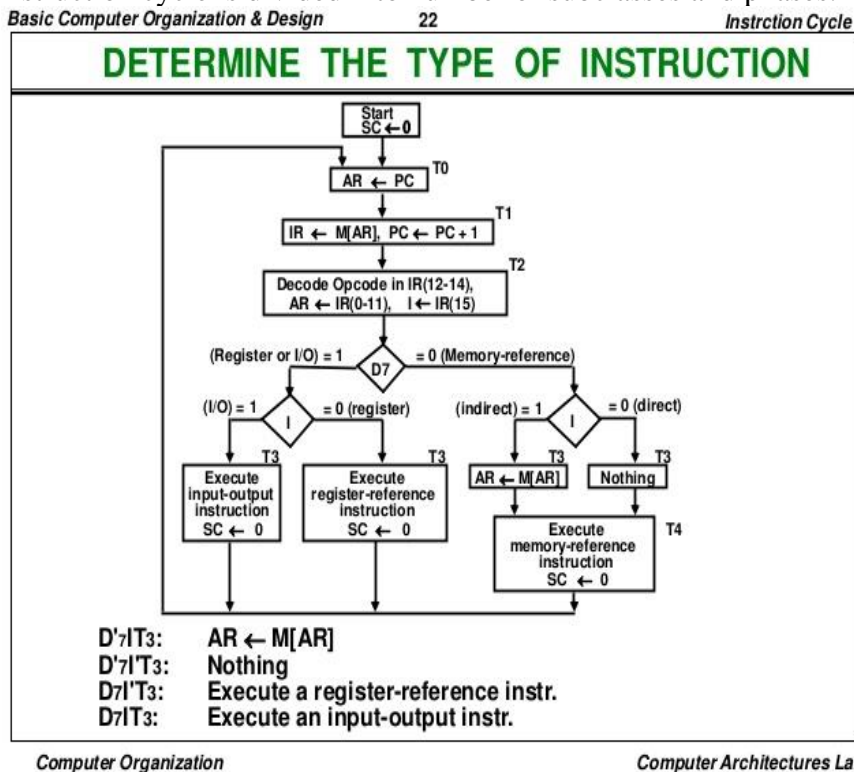 Basic Computer Organization & Design 22 Instrction Cycle
DETERMINE THE TYPE OF INSTRUCTION
Start
SC ← 0
T0
AR ← PC
T1
IR ← M[AR], PC ← PC + 1
T2
Decode Opcode in IR(12-14),
AR ← IR(0-11), I ← IR(15)
(Register or I/O) = 1 D7 = 0 (Memory-reference)
(I/O) = 1 I = 0 (register) (indirect) = 1 I = 0 (direct)
T3 T3 T3 T3
Execute
input-output
instruction
SC ← 0
Execute
register-reference
instruction
SC ← 0
AR ← M[AR]
Nothing
Execute
memory-reference
instruction
SC ← 0
T4
D'7IT3: AR ← M[AR]
D'7I'T3: Nothing
D7I'T3: Execute a register-reference instr.
D7IT3: Execute an input-output instr.
Computer Organization Computer Architectures La